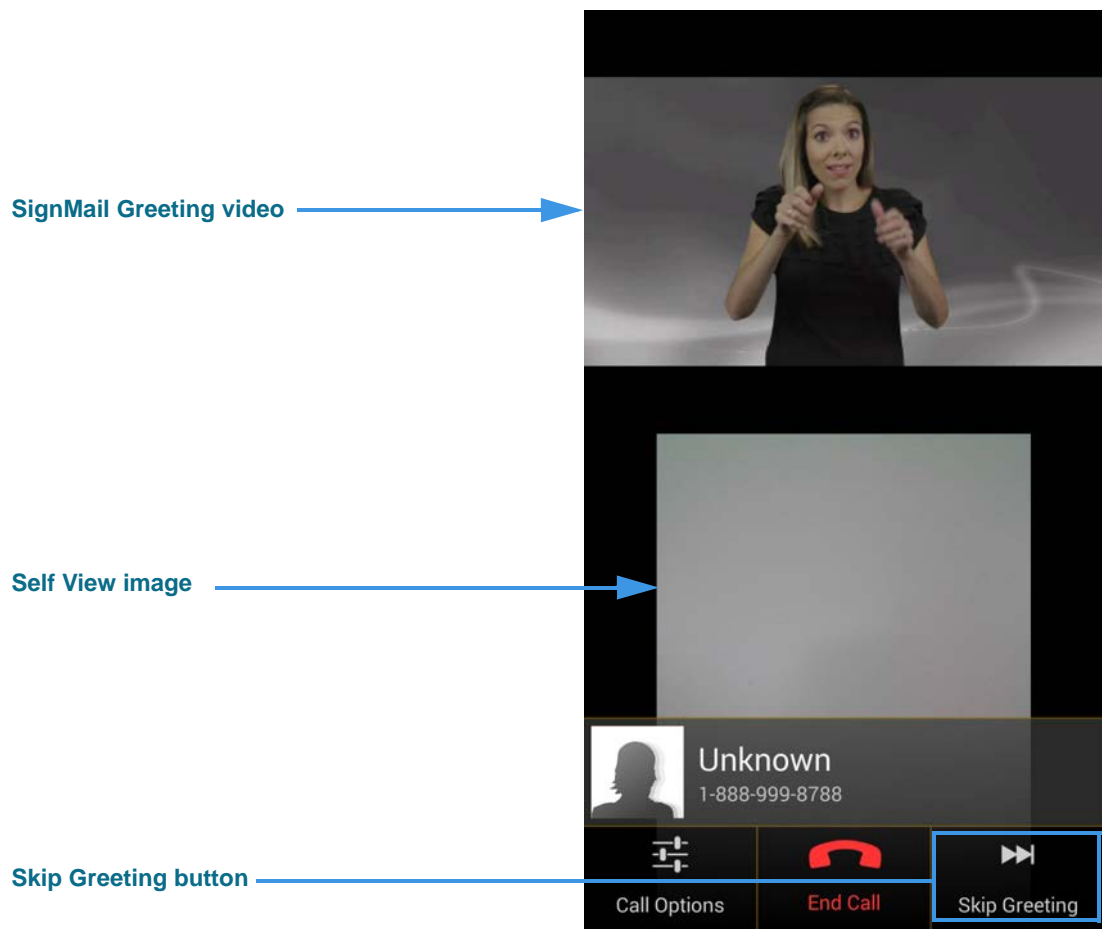 SignMail Greeting video
Self View image
Unknown
1-888-999-8788
Skip Greeting button
Call Options
End Call
Skip Greeting